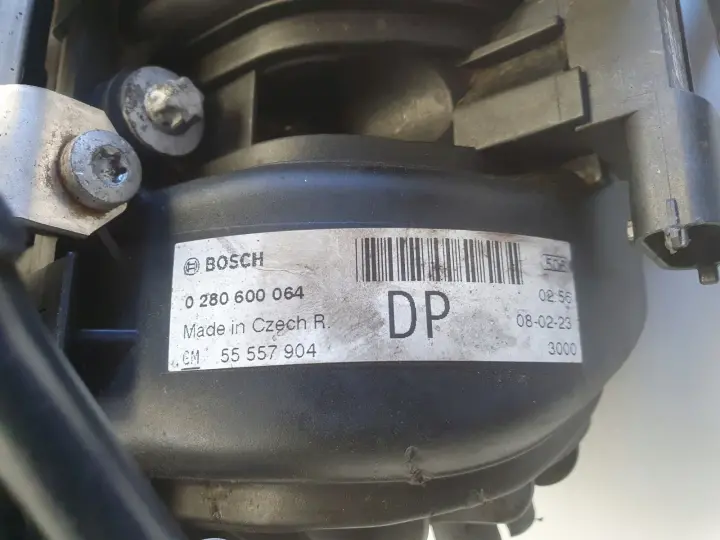 BOSCH
0 280 600 064
Made in Czech R.
GM 55 557 904
DP
02 56
08-02-23
3000